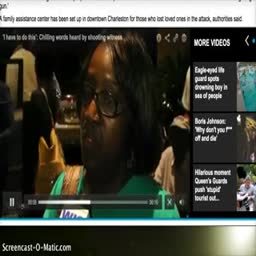 gun.'
A family assistance center has been set up in downtown Charleston for those who lost loved ones in the attack, authorities said.
'I have to do this': Chilling words heard by shooting witness
MORE VIDEOS
Eagle-eyed life
guard spots
drowning boy in
sea of people
Boris Johnson:
'Why don't you f***
off and die'
Hilarious moment
Queen's Guards
push 'stupid'
tourist out...
Screencast-O-Matic.com